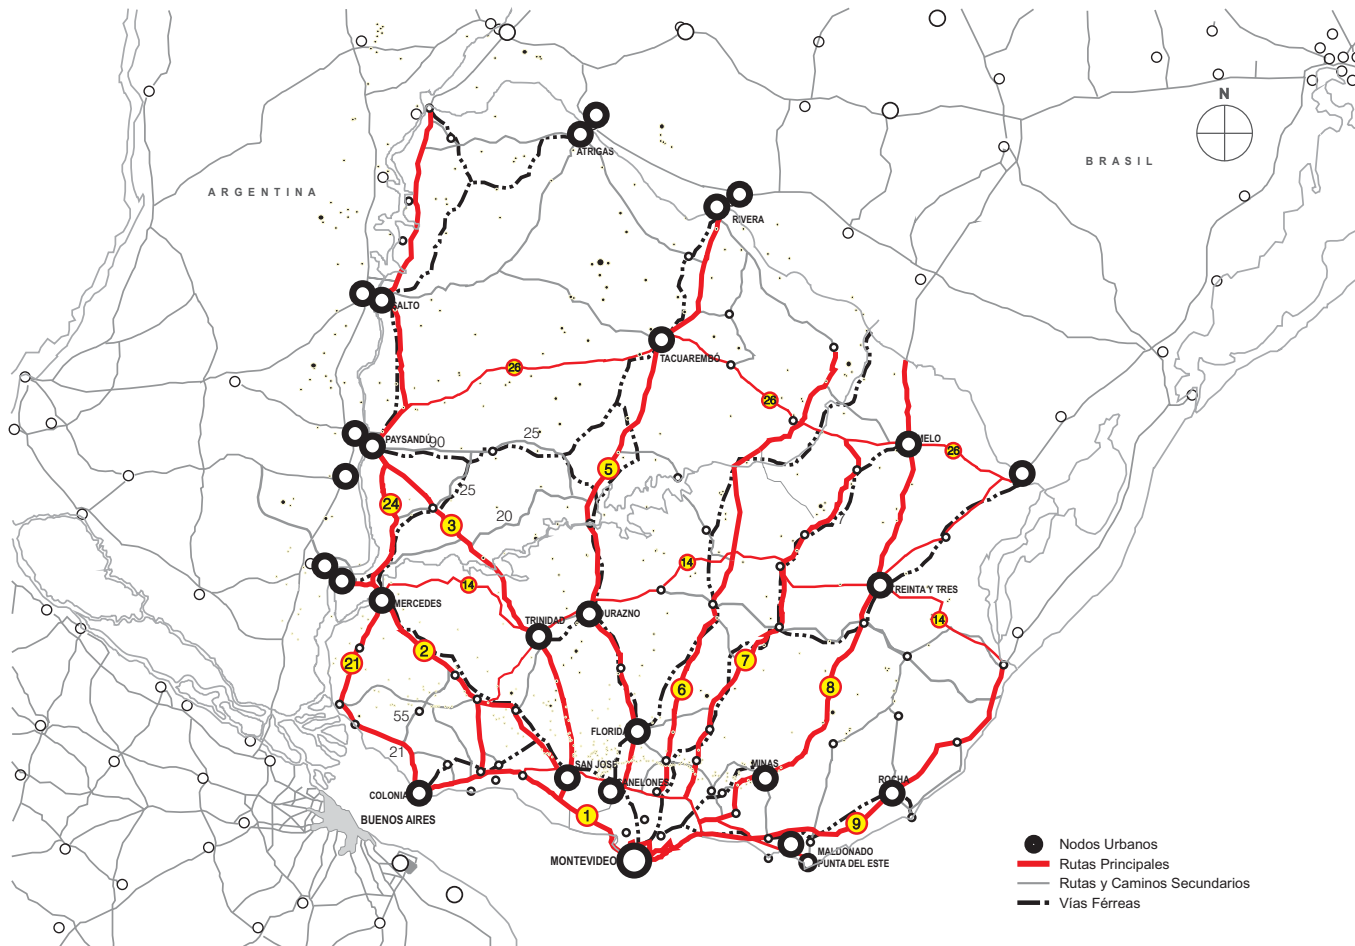 N
BRASIL
ARGENTINA
ATRIGAS
RIVERA
SALTO
TACUAREMBÓ
26
26
PAYSANDÚ
90
25
MELO
26
5
25
24
3
20
14
14
REINTA Y TRES
MERCEDES
DURAZNO
TRINIDAD
14
2
21
7
6
8
55
FLORIDA
21
SAN JOSÉ
CANELONES
MINAS
ROCHA
COLONIA
BUENOS AIRES
1
9
MONTEVIDEO
MALDONADO
PUNTA DEL ESTE
Nodos Urbanos
Rutas Principales
Rutas y Caminos Secundarios
Vías Férreas